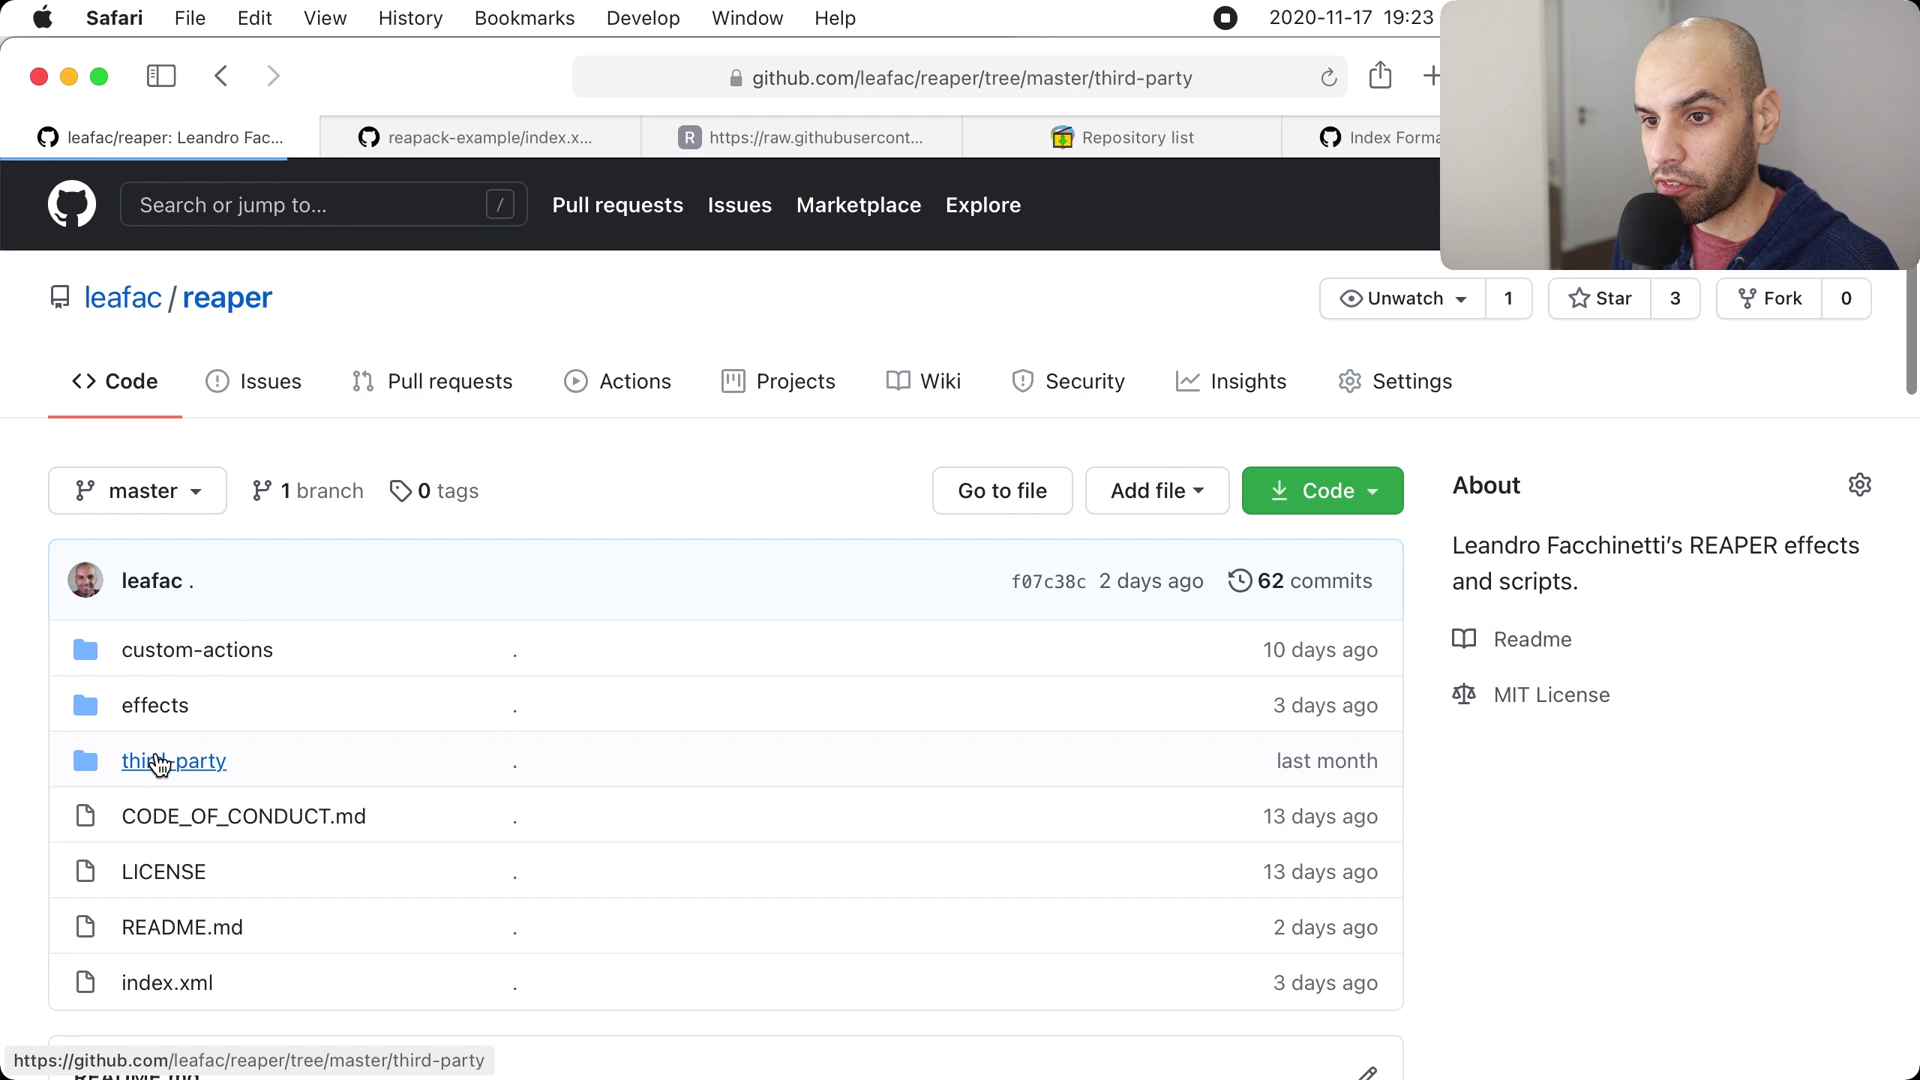 Safari File Edit View History Bookmarks Develop Window Help 2020-11-17 19:23
github.com/leafac/reaper/tree/master/third-party
leafac/reaper: Leandro Fac... reapack-example/index.x... R https://raw.githubusercont... Repository list Index Forma
Search or jump to... / Pull requests Issues Marketplace Explore
leafac / reaper Unwatch 1 Star 3 Fork 0
Code Issues Pull requests Actions Projects Wiki Security Insights Settings
master 1 branch 0 tags Go to file Add file Code
About
Leandro Facchinetti’s REAPER effects
and scripts.
Readme
MIT License
leafac . f07c38c 2 days ago 62 commits
custom-actions . 10 days ago
effects . 3 days ago
third-party . last month
CODE_OF_CONDUCT.md . 13 days ago
LICENSE . 13 days ago
README.md . 2 days ago
index.xml . 3 days ago
https://github.com/leafac/reaper/tree/master/third-party
README.md